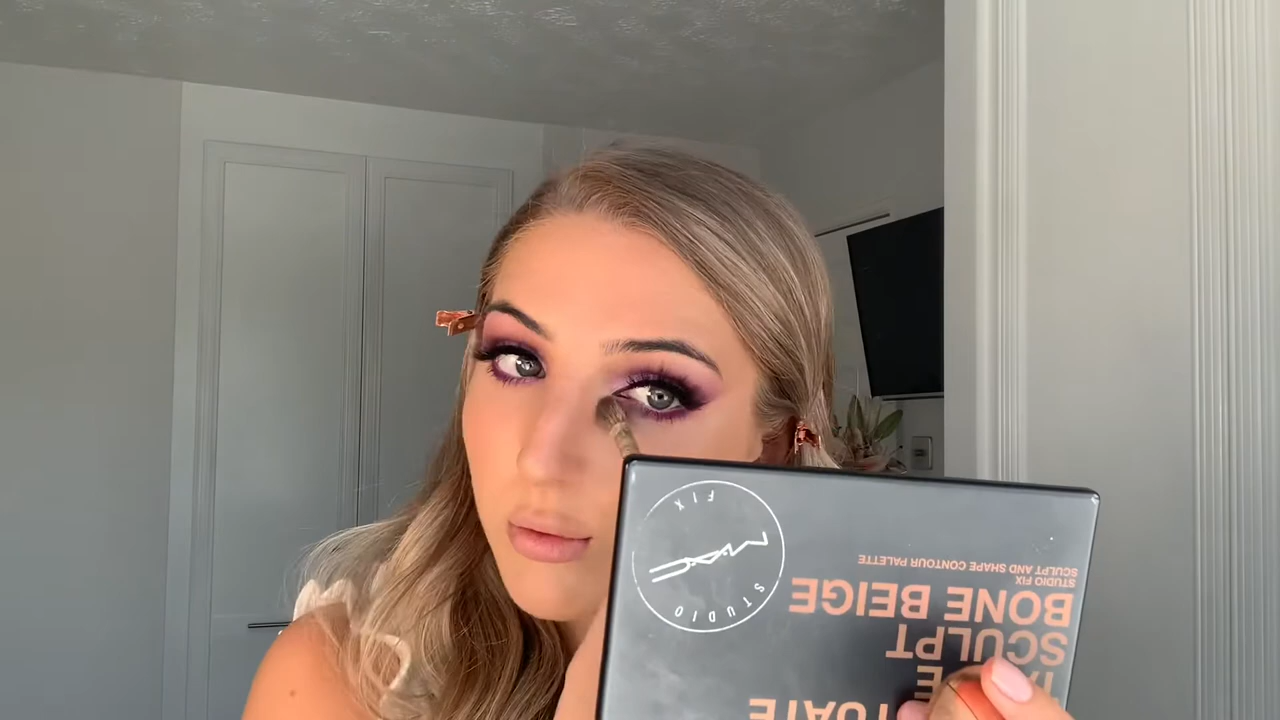 SCULPT
BONE BEIGE
STUDIO FIX
SCULPT AND SHAPE CONTOUR PALETTE
STUDIO
MAC
FIX